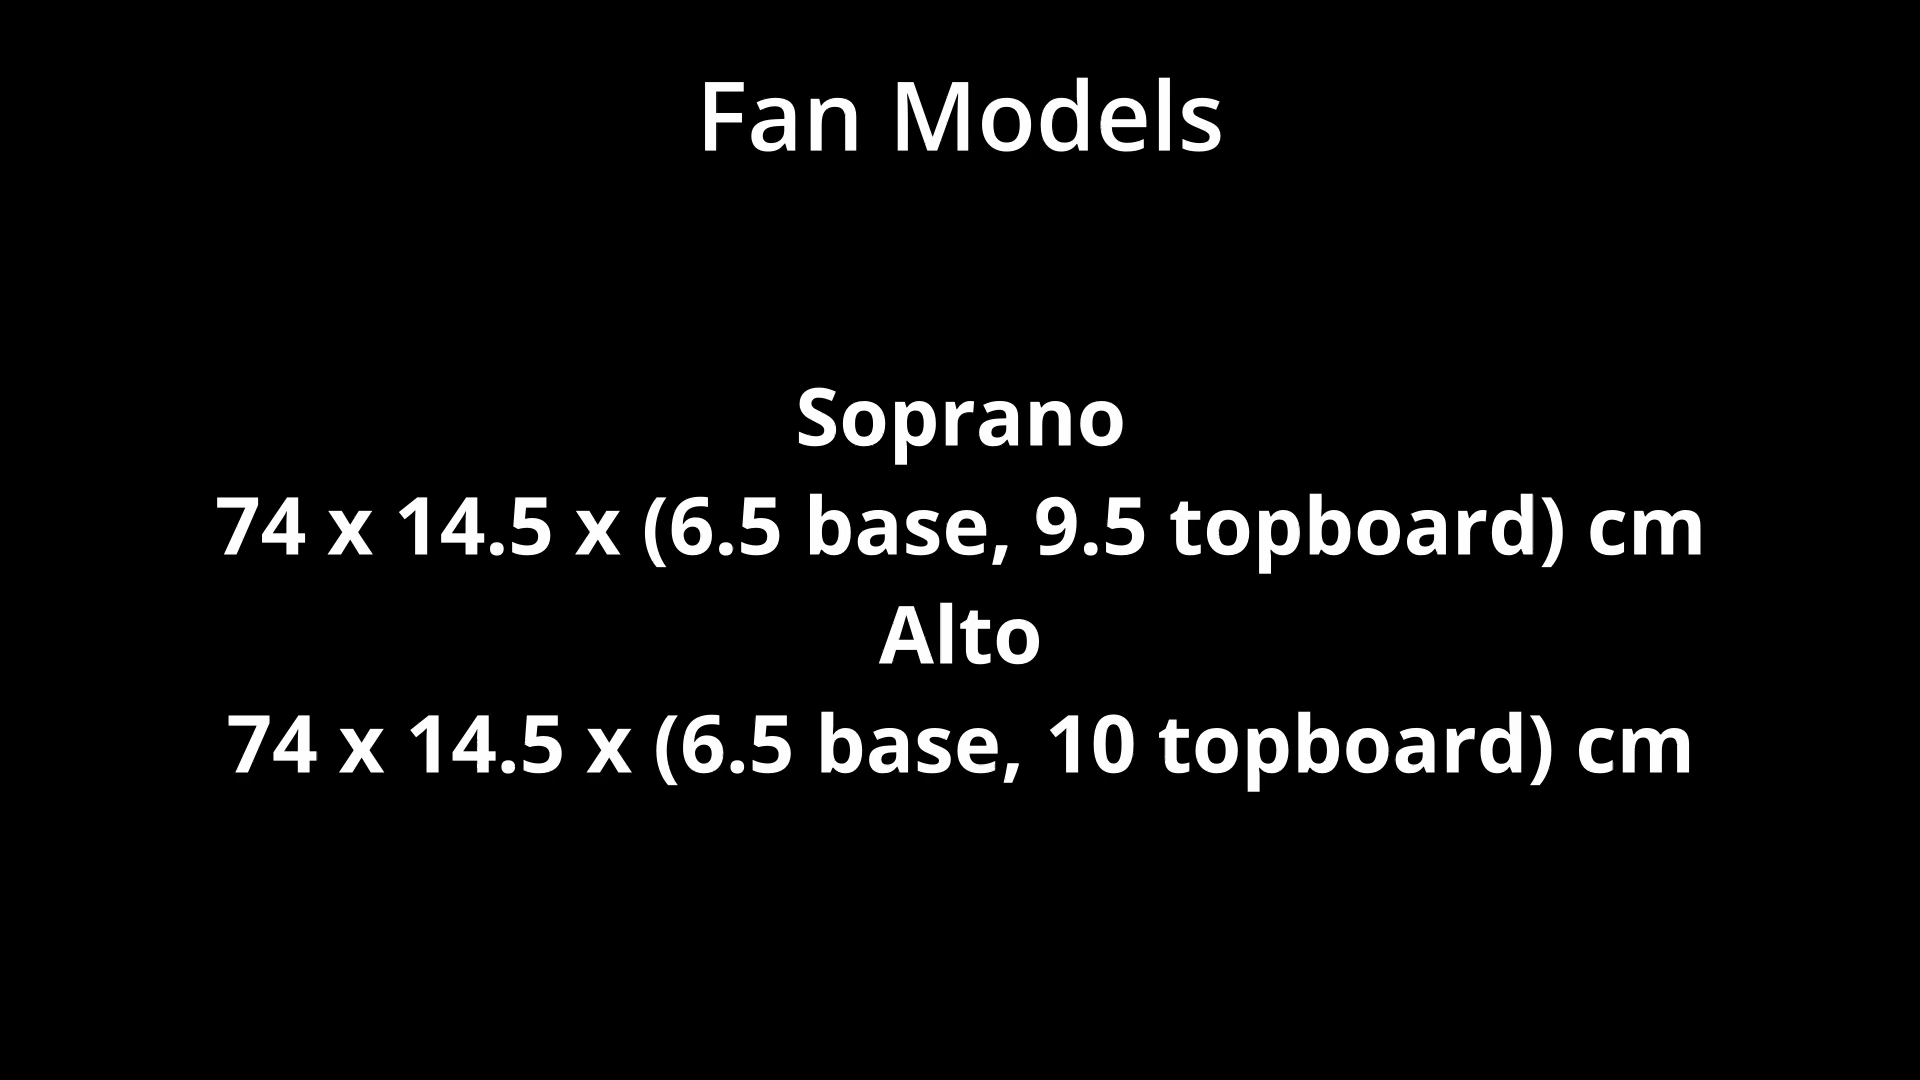 Fan Models
Soprano
74 x 14.5 x (6.5 base, 9.5 topboard) cm
Alto
74 x 14.5 x (6.5 base, 10 topboard) cm